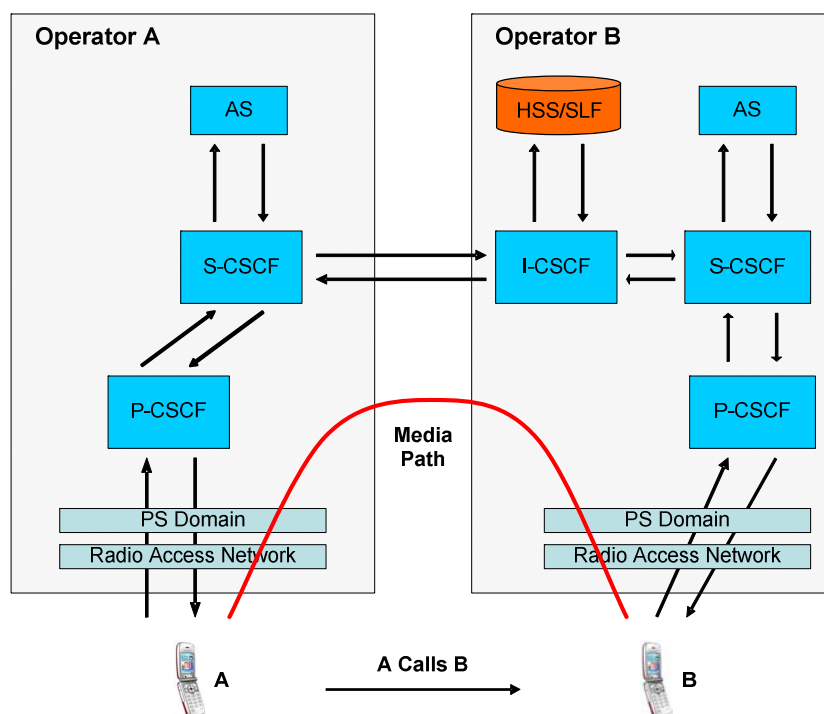 Operator A
Operator B
AS
HSS/SLF
AS
S-CSCF
I-CSCF
S-CSCF
P-CSCF
P-CSCF
Media
Path
PS Domain
PS Domain
Radio Access Network
Radio Access Network
A
A Calls B
B